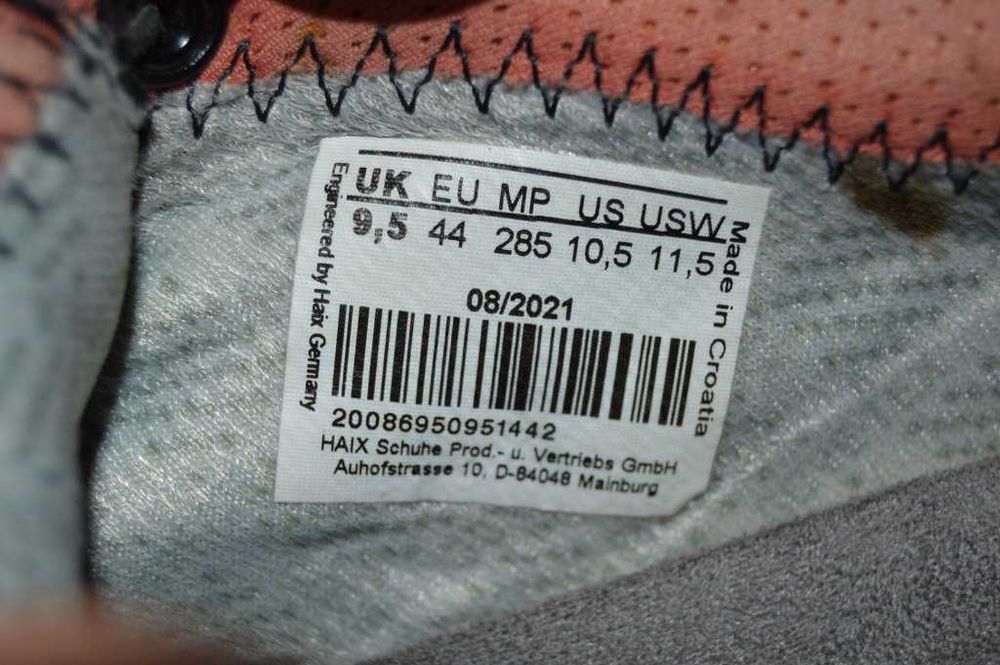 UK EU MP US USW
9,5 44 285 10,5 11,5
08/2021
20086950951442
HAIX Schuhe Prod.- u. Vertriebs GmbH
Auhofstrasse 10, D-84048 Mainburg
Engineered by Haix Germany
Made in Croatia